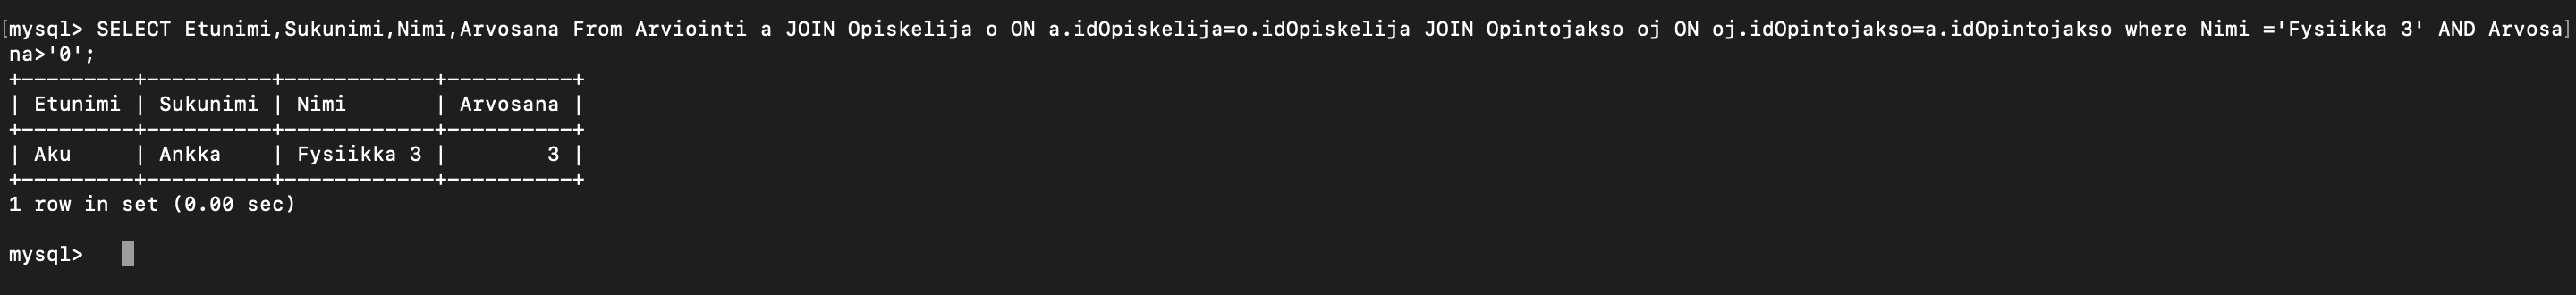 [mysql> SELECT Etunimi,Sukunimi,Nimi,Arvosana From Arviointi a JOIN Opiskelija o ON a.idOpiskelija=o.idOpiskelija JOIN Opintojakso oj ON oj.idOpintojakso=a.idOpintojakso where Nimi ='Fysiikka 3' AND Arvosa]
na>'0';
+---------+----------+------------+----------+
| Etunimi | Sukunimi | Nimi       | Arvosana |
+---------+----------+------------+----------+
| Aku     | Ankka    | Fysiikka 3 |        3 |
+---------+----------+------------+----------+
1 row in set (0.00 sec)
mysql>